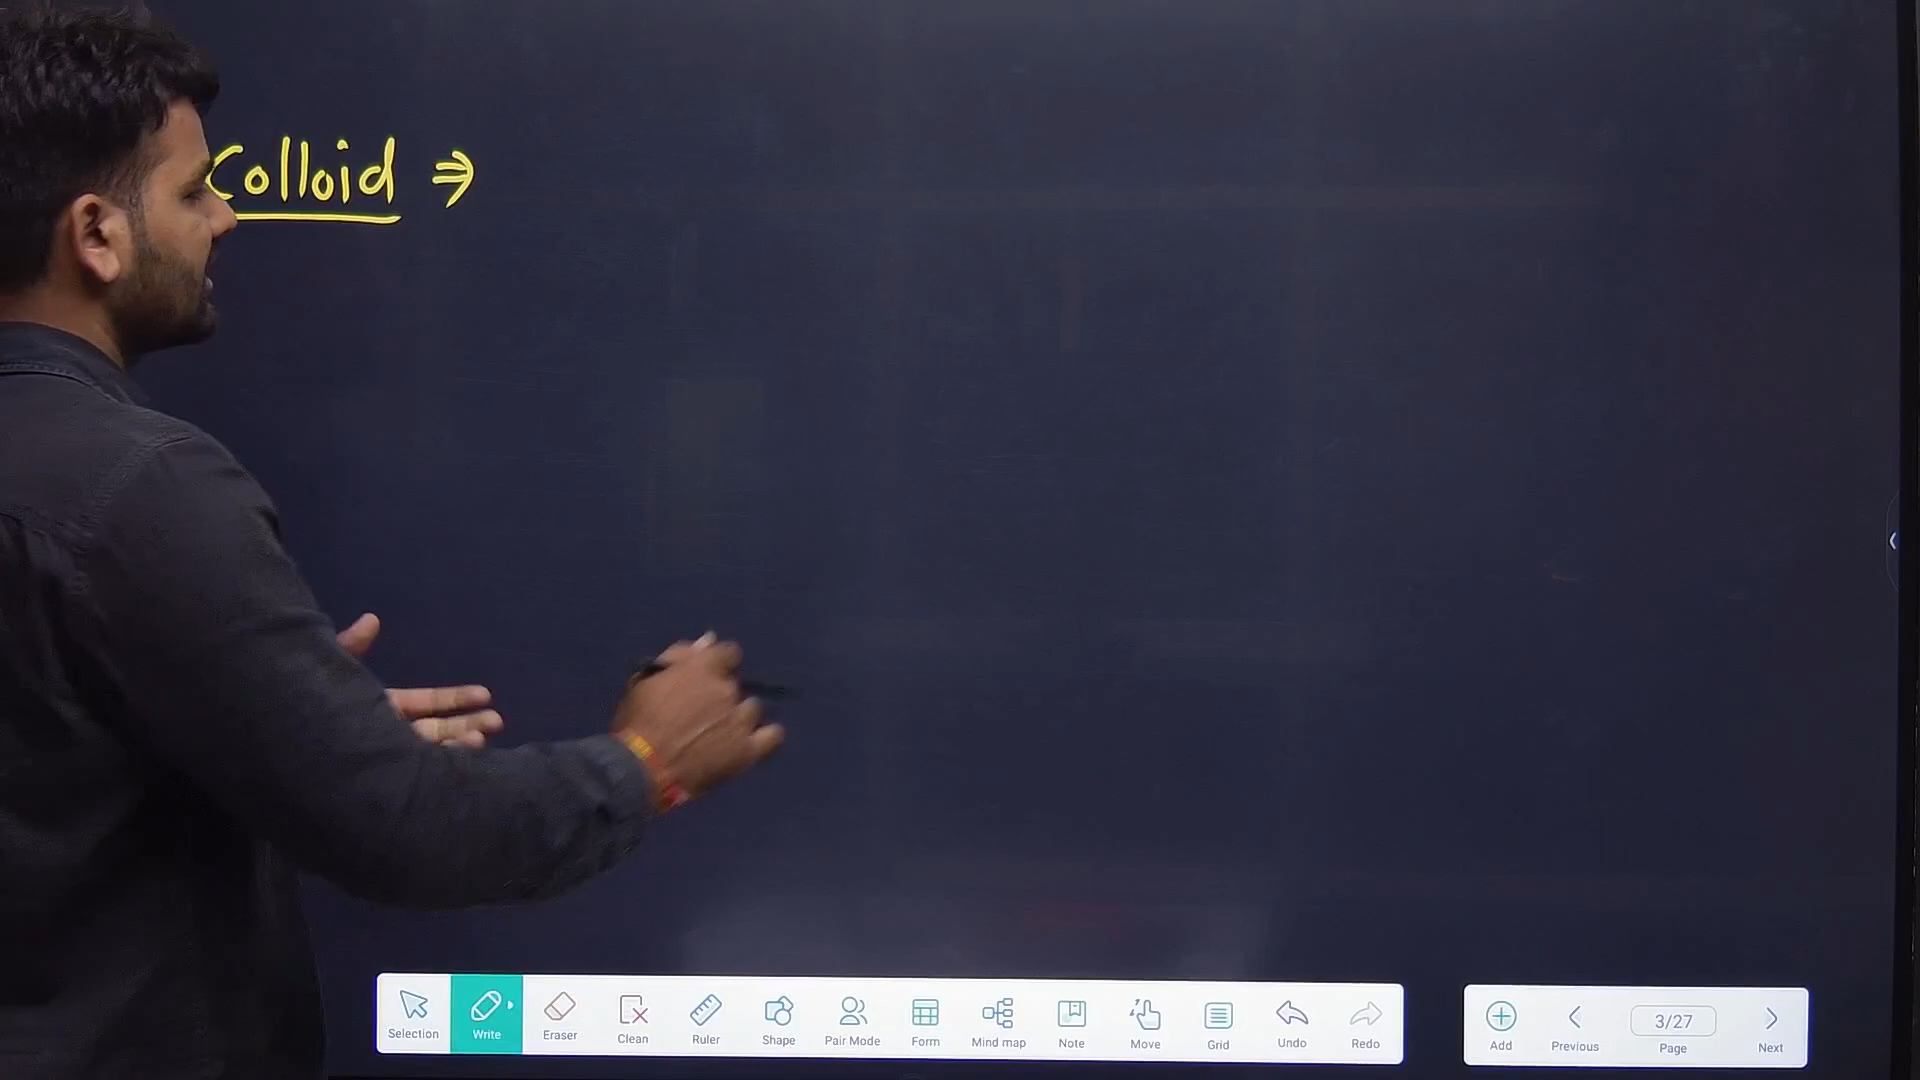 Colloid ⇒
Selection
Write
Eraser
Clean
Ruler
Shape
Pair Mode
Form
Mind map
Note
Move
Grid
Undo
Redo
Add
Previous
3/27
Page
Next